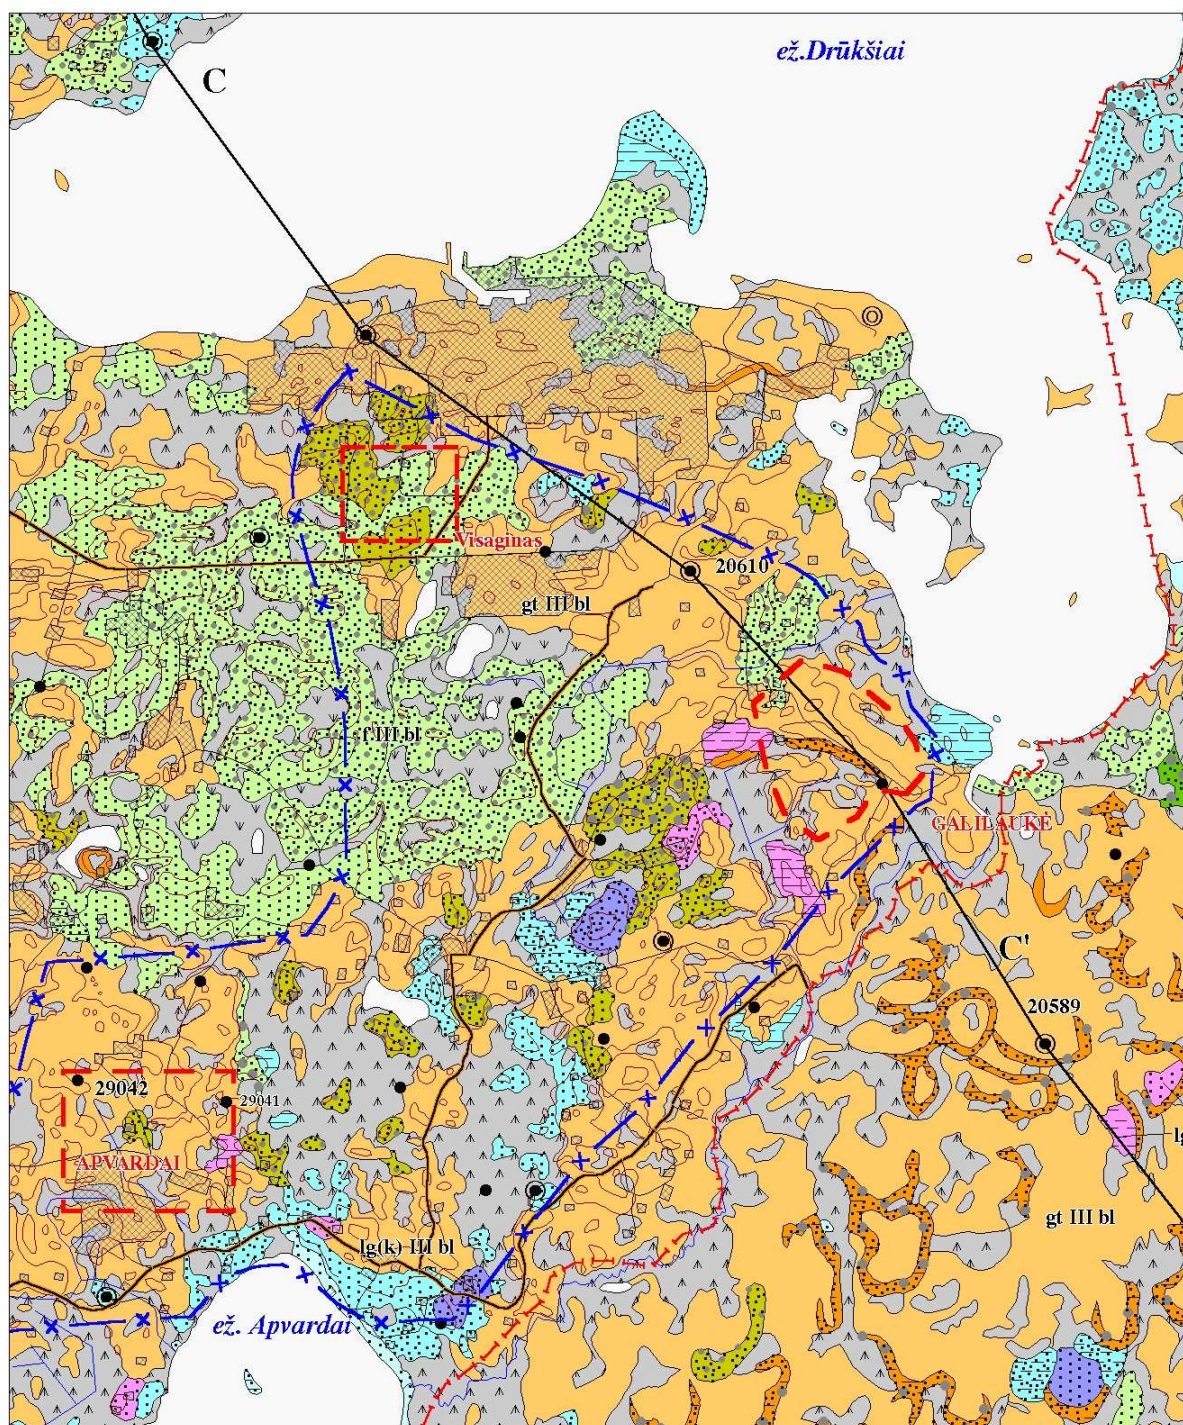 ež.Drūkšiai
C
Visaginas
20610
gt III bl
f III bl
GALILAUKĖ
C'
20589
29042
29041
APVARDAI
lg
gt III bl
lg(k) III bl
ež. Apvardai